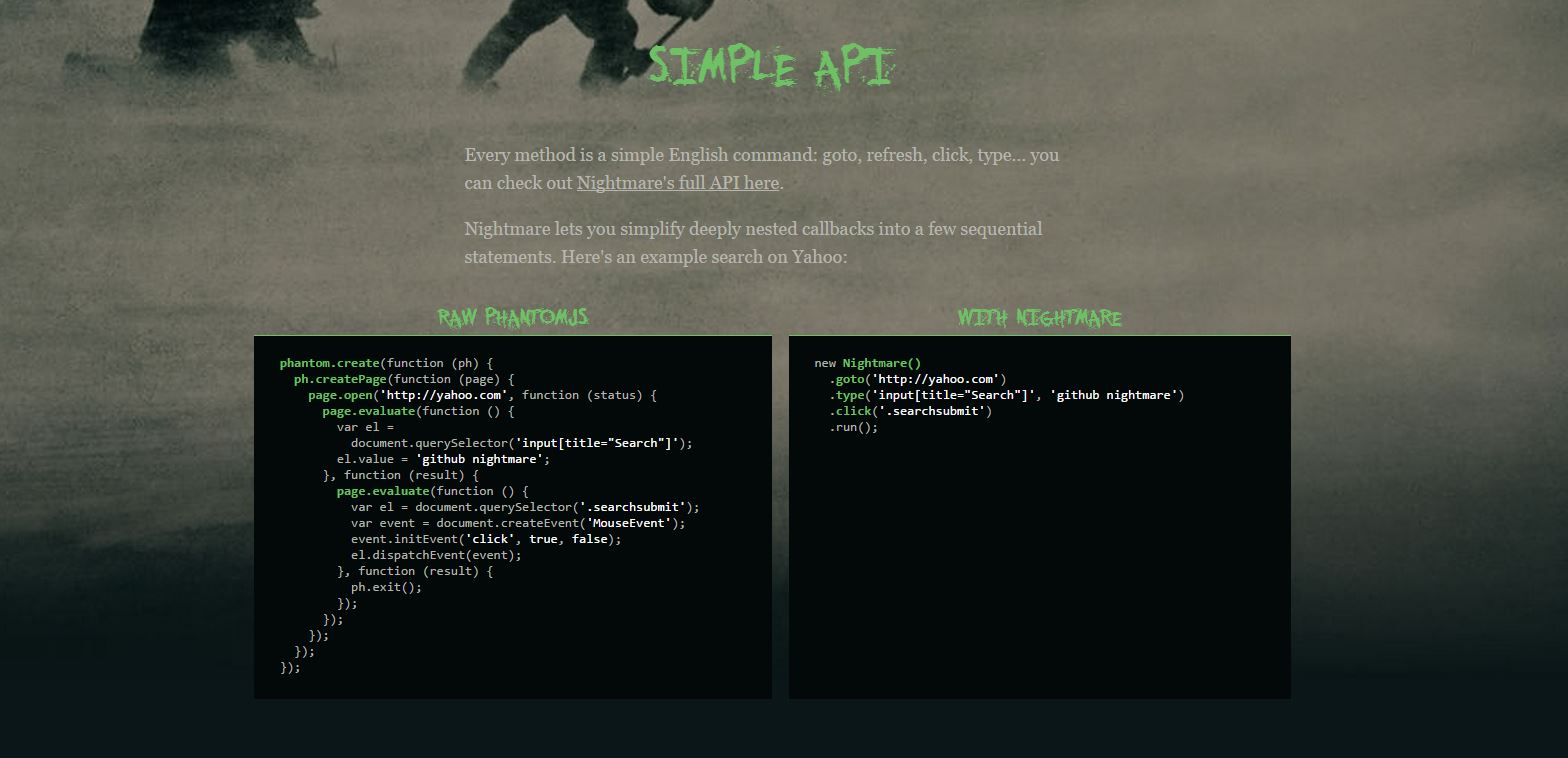 SIMPLE API
Every method is a simple English command: goto, refresh, click, type... you
can check out Nightmare's full API here.
Nightmare lets you simplify deeply nested callbacks into a few sequential
statements. Here's an example search on Yahoo:
RAW PHANTOMJS
phantom.create(function (ph) {
  ph.createPage(function (page) {
    page.open('http://yahoo.com', function (status) {
      page.evaluate(function () {
        var el =
          document.querySelector('input[title="Search"]');
        el.value = 'github nightmare';
      }, function (result) {
        page.evaluate(function () {
          var el = document.querySelector('.searchsubmit');
          var event = document.createEvent('MouseEvent');
          event.initEvent('click', true, false);
          el.dispatchEvent(event);
        }, function (result) {
          ph.exit();
        });
      });
    });
  });
});
WITH NIGHTMARE
new Nightmare()
  .goto('http://yahoo.com')
  .type('input[title="Search"]', 'github nightmare')
  .click('.searchsubmit')
  .run();